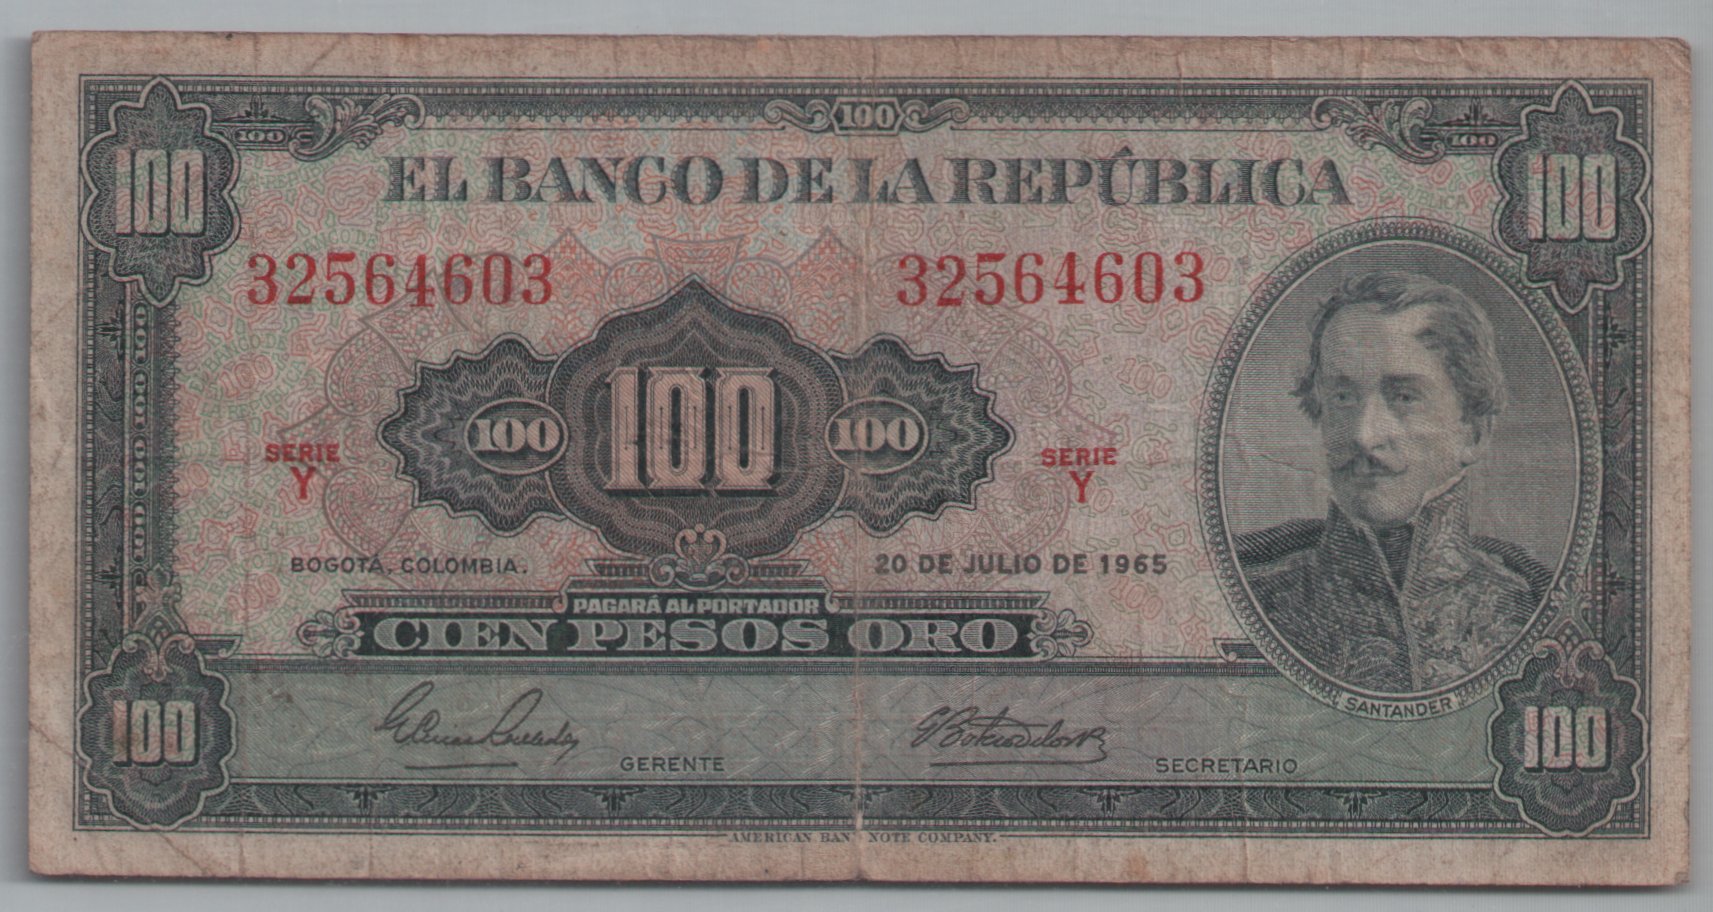 100 100 100
100 100
EL BANCO DE LA REPÚBLICA
32564603 32564603
100 100 100
SERIE SERIE
Y Y
BOGOTÁ, COLOMBIA. 20 DE JULIO DE 1965
PAGARÁ AL PORTADOR
CIEN PESOS ORO
SANTANDER
100 100
GERENTE SECRETARIO
AMERICAN BANK NOTE COMPANY.